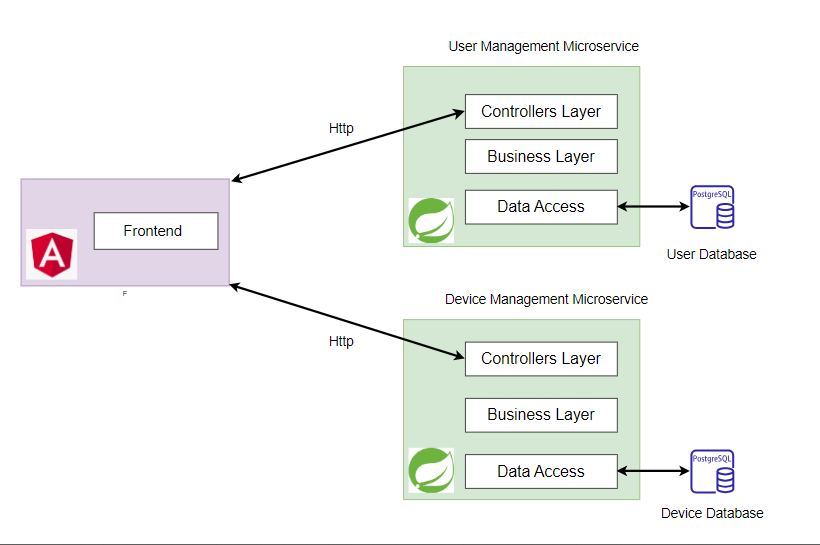 User Management Microservice
Controllers Layer
Http
Business Layer
PostgreSQL
Data Access
Frontend
A
User Database
F
Device Management Microservice
Http
Controllers Layer
Business Layer
PostgreSQL
Data Access
Device Database